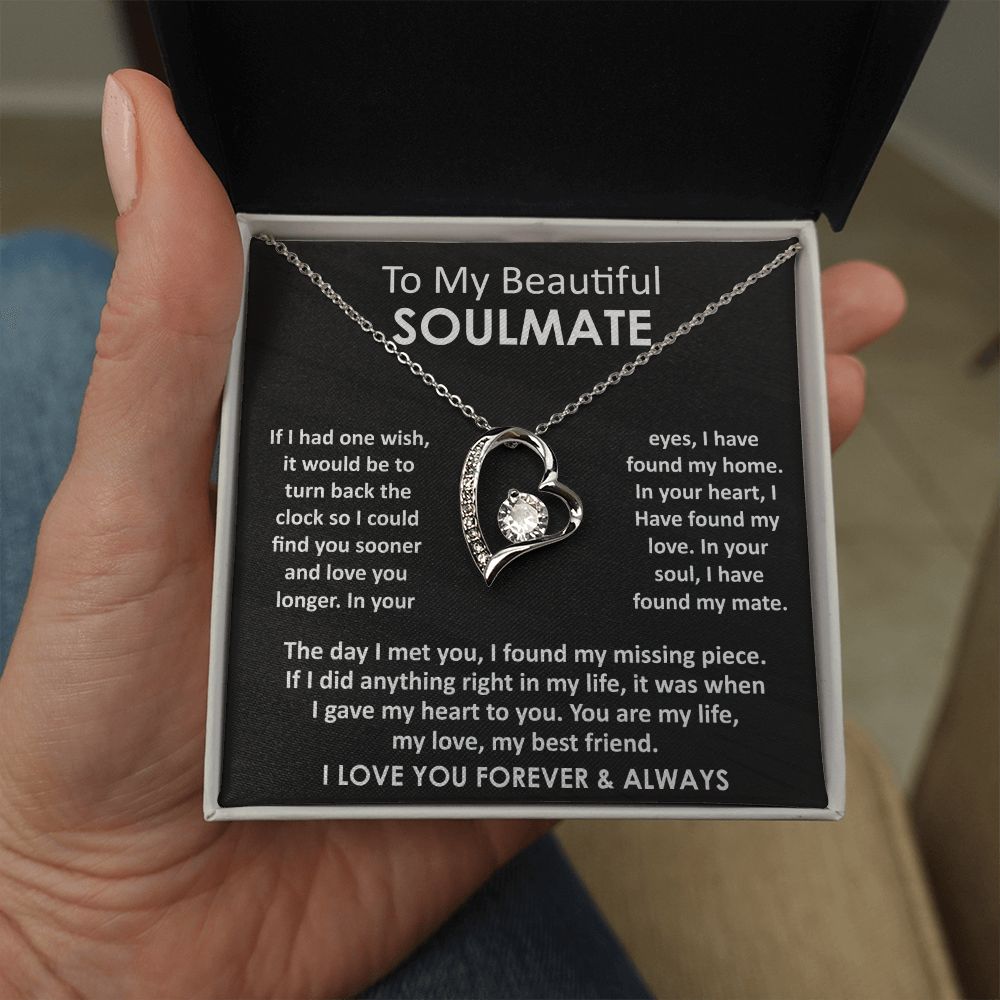 To My Beautiful
SOULMATE
If I had one wish,
it would be to
turn back the
clock so I could
find you sooner
and love you
longer. In your
eyes, I have
found my home.
In your heart, I
Have found my
love. In your
soul, I have
found my mate.
The day I met you, I found my missing piece.
If I did anything right in my life, it was when
I gave my heart to you. You are my life,
my love, my best friend.
I LOVE YOU FOREVER & ALWAYS